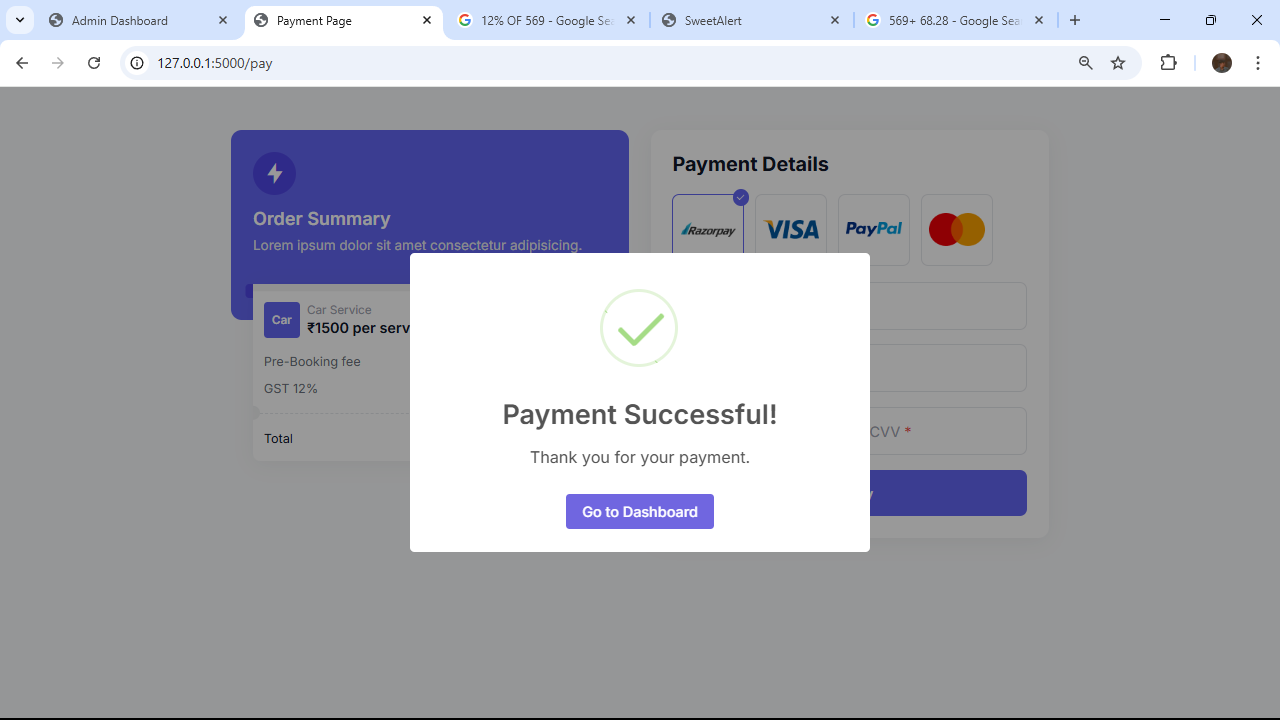 Admin Dashboard
Payment Page
12% OF 569 - Google Se
SweetAlert
569+ 68.28 - Google Sea
127.0.0.1:5000/pay
Order Summary
Lorem ipsum dolor sit amet consectetur adipisicing.
Car
Car Service
₹1500 per serv
Pre-Booking fee
GST 12%
Total
Payment Details
Razorpay
VISA
PayPal
CVV *
Payment Successful!
Thank you for your payment.
Go to Dashboard